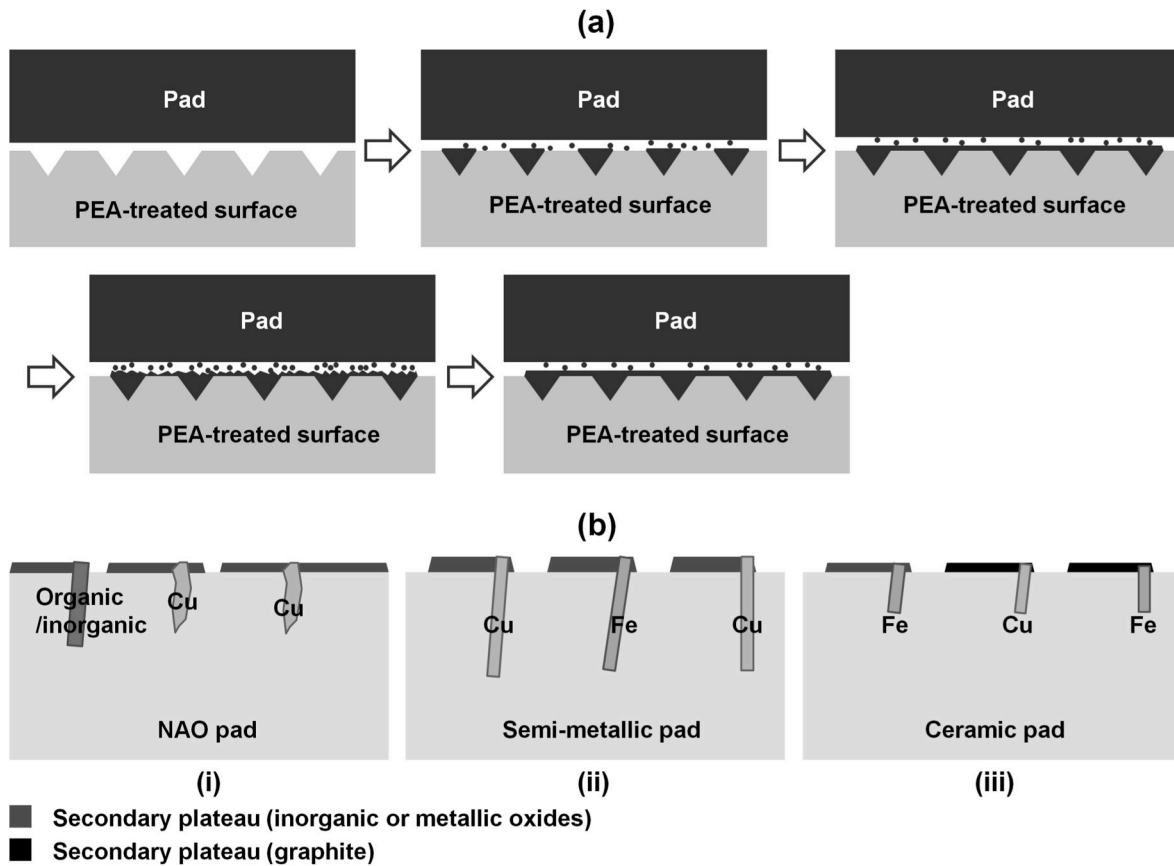 (a)
Pad
PEA-treated surface
Pad
PEA-treated surface
Pad
PEA-treated surface
Pad
PEA-treated surface
Pad
PEA-treated surface
(b)
Organic
/inorganic
Cu
Cu
NAO pad
(i)
Cu
Fe
Cu
Semi-metallic pad
(ii)
Fe
Cu
Fe
Ceramic pad
(iii)
Secondary plateau (inorganic or metallic oxides)
Secondary plateau (graphite)